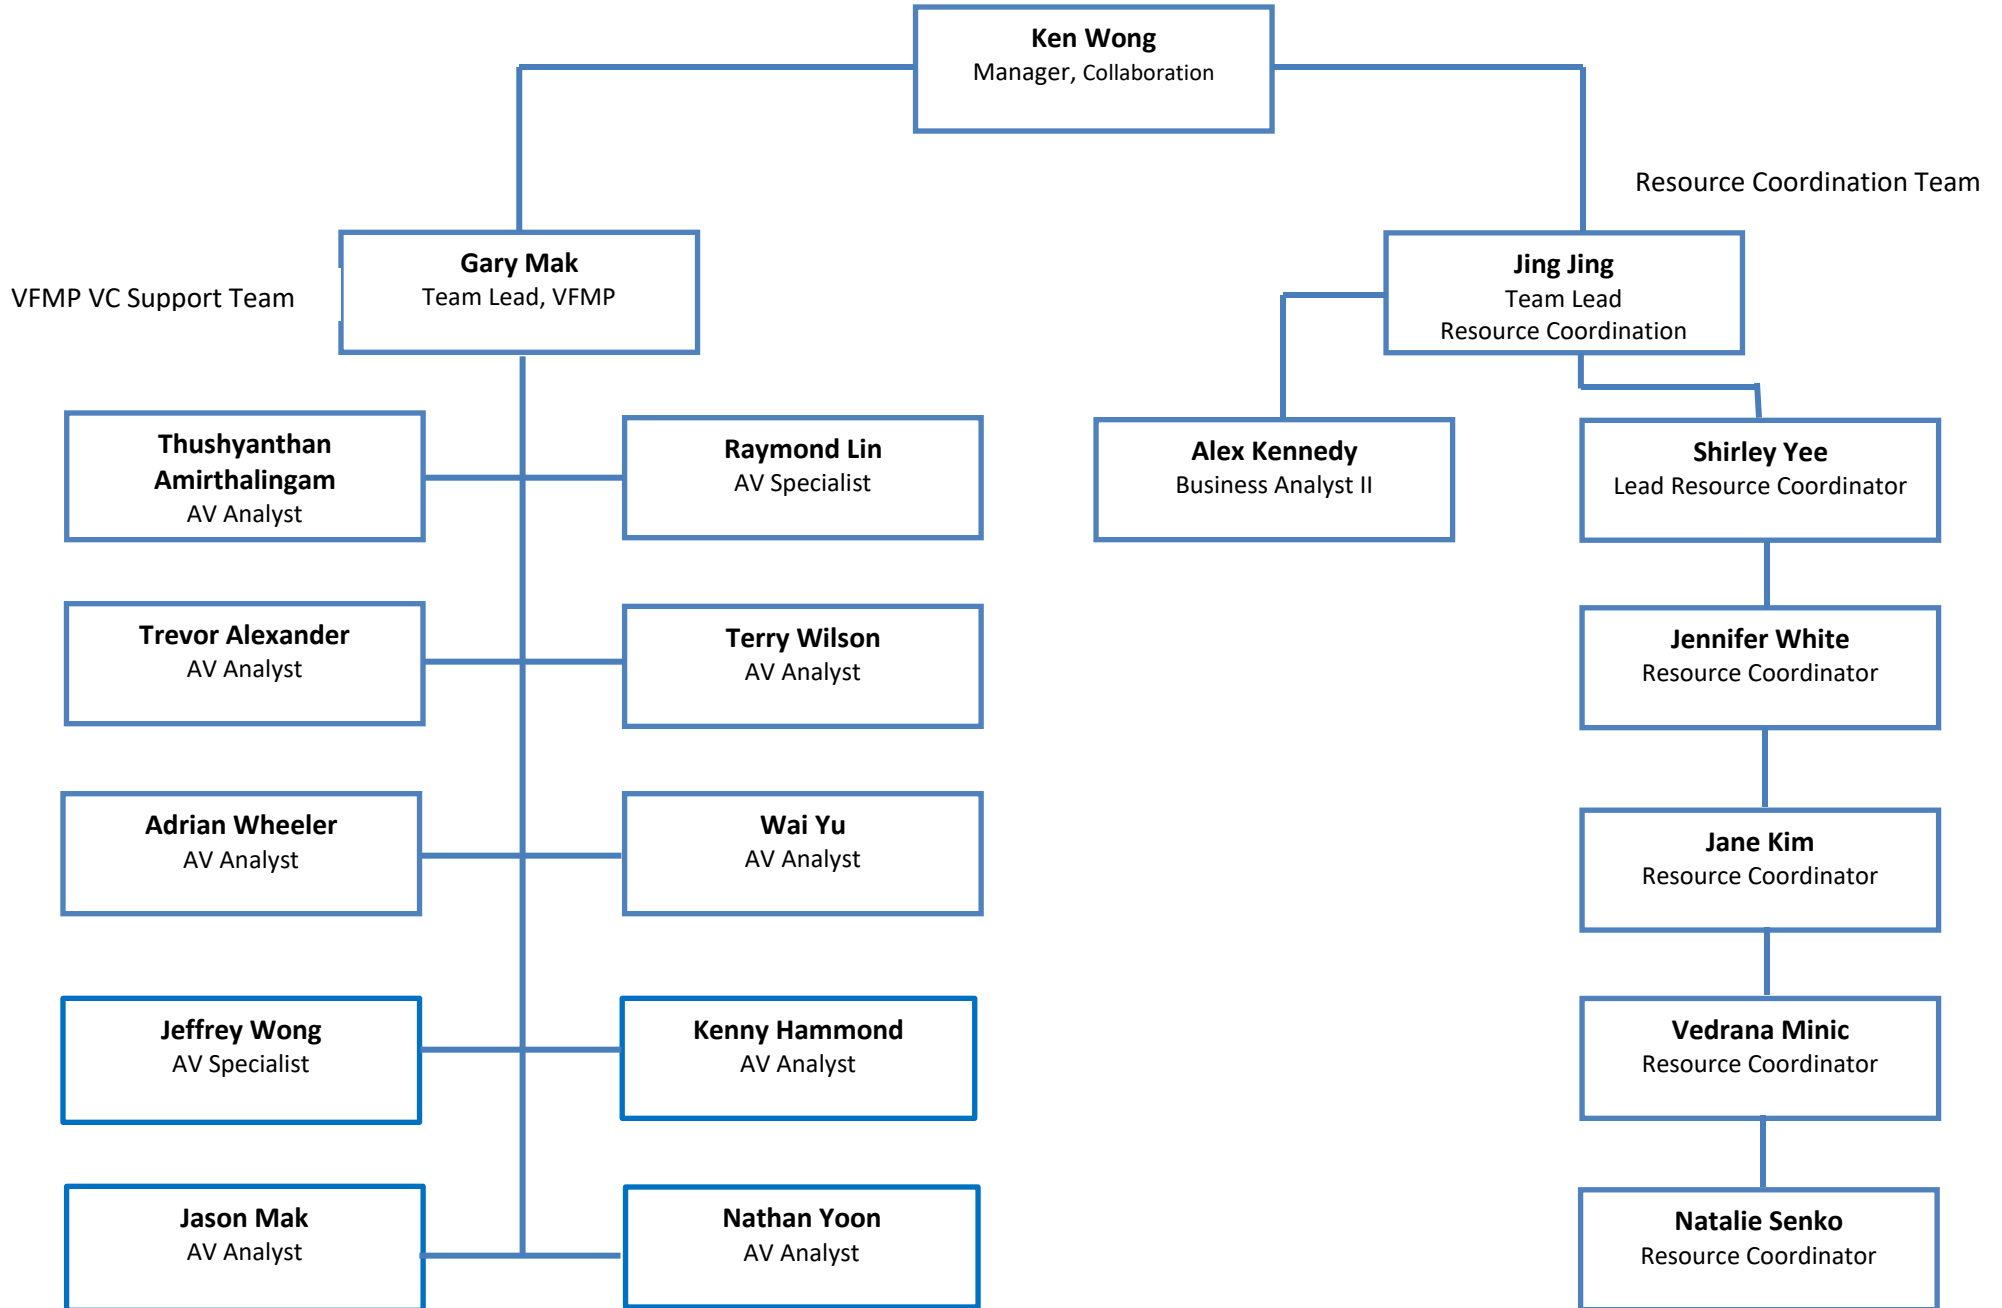 Ken Wong
Manager, Collaboration
Resource Coordination Team
VFMP VC Support Team
Gary Mak
Team Lead, VFMP
Jing Jing
Team Lead
Resource Coordination
Thushyanthan
Amirthalingam
AV Analyst
Raymond Lin
AV Specialist
Alex Kennedy
Business Analyst II
Shirley Yee
Lead Resource Coordinator
Trevor Alexander
AV Analyst
Terry Wilson
AV Analyst
Jennifer White
Resource Coordinator
Adrian Wheeler
AV Analyst
Wai Yu
AV Analyst
Jane Kim
Resource Coordinator
Jeffrey Wong
AV Specialist
Kenny Hammond
AV Analyst
Vedrana Minic
Resource Coordinator
Jason Mak
AV Analyst
Nathan Yoon
AV Analyst
Natalie Senko
Resource Coordinator